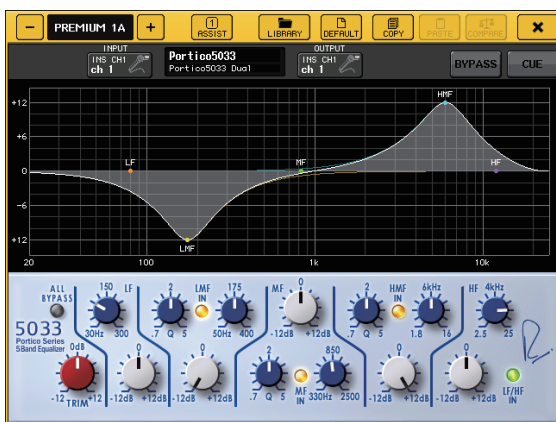 PREMIUM 1A
1
ASSIST
LIBRARY
DEFAULT
COPY
PASTE
COMPARE
INPUT
INS CH1
ch 1
Portico5033
Portico5033 Dual
OUTPUT
INS CH1
ch 1
BYPASS
CUE
+12
+6
0
-6
+12
HMF
LF
MF
HF
LMF
20
100
1k
10k
ALL BYPASS
150
LF
30Hz
300
2
LMF IN
175
.7 Q 5
50Hz
400
MF
0
-12dB
+12dB
2
HMF IN
6kHz
.7 Q 5
1.8
16
HF
4kHz
2.5
25
5033
Portico Series
5 Band Equalizer
0dB
-12
+12
TRIM
0
-12dB
+12dB
0
-12dB
+12dB
2
MF IN
850
.7 Q 5
330Hz
2500
0
-12dB
+12dB
0
-12dB
+12dB
LF/HF IN